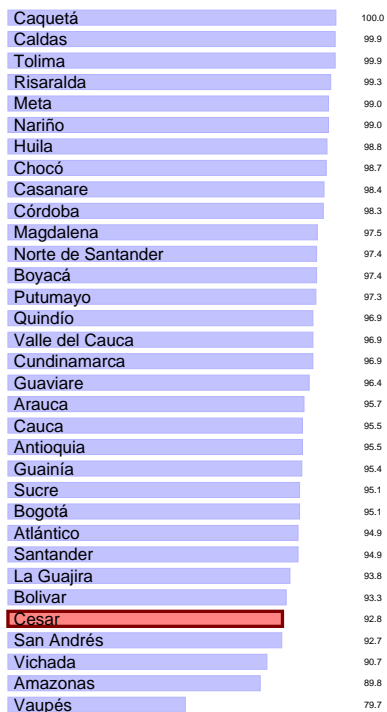 Caquetá 100.0
Caldas 99.9
Tolima 99.9
Risaralda 99.3
Meta 99.0
Nariño 99.0
Huila 98.8
Chocó 98.7
Casanare 98.4
Córdoba 98.3
Magdalena 97.5
Norte de Santander 97.4
Boyacá 97.4
Putumayo 97.3
Quindío 96.9
Valle del Cauca 96.9
Cundinamarca 96.9
Guaviare 96.4
Arauca 95.7
Cauca 95.5
Antioquia 95.5
Guainía 95.4
Sucre 95.1
Bogotá 95.1
Atlántico 94.9
Santander 94.9
La Guajira 93.8
Bolivar 93.3
Cesar 92.8
San Andrés 92.7
Vichada 90.7
Amazonas 89.8
Vaupés 79.7